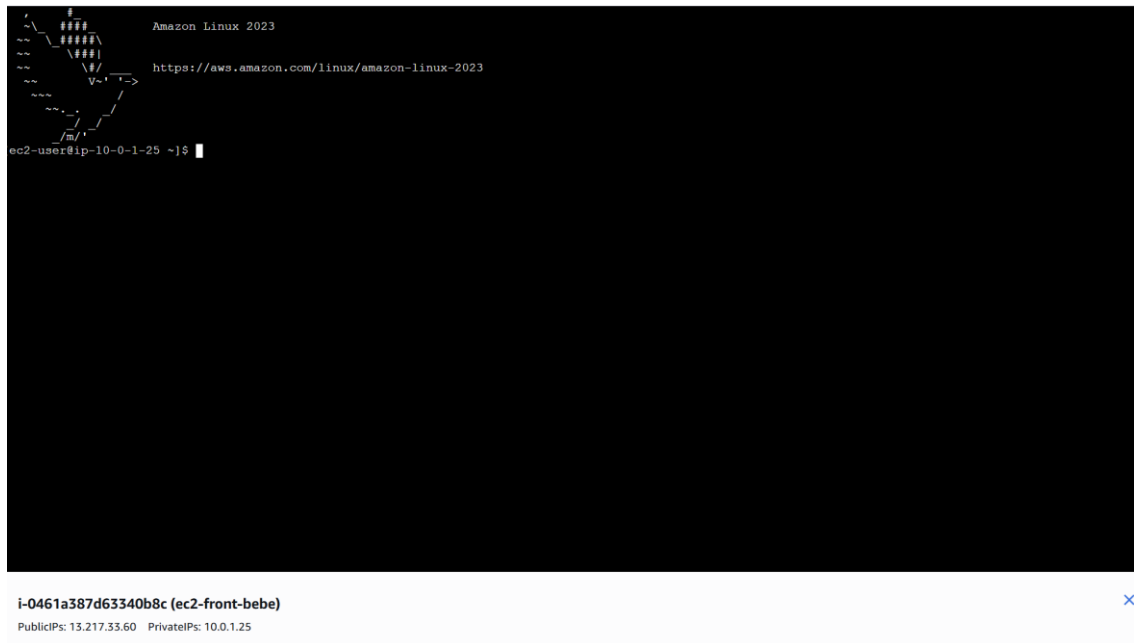 ,     #_
   ~\_  ####_        Amazon Linux 2023
  ~~  \_#####\
  ~~     \###|
  ~~       \#/ ___   https://aws.amazon.com/linux/amazon-linux-2023
   ~~       V~' '->
    ~~~         /
      ~~._.   _/
         _/ _/
       _/m/'
ec2-user@ip-10-0-1-25 ~]$
i-0461a387d63340b8c (ec2-front-bebe)
PublicIPs: 13.217.33.60 PrivateIPs: 10.0.1.25